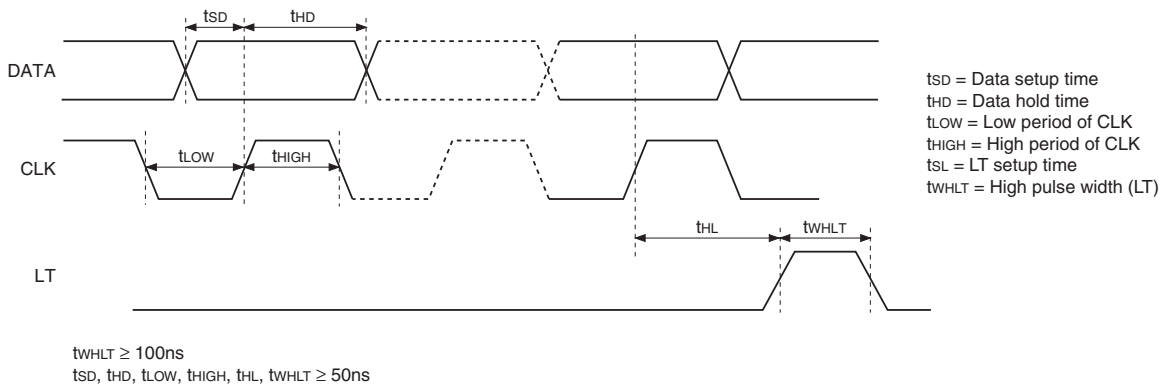 tSD
tHD
DATA
tSD = Data setup time
tHD = Data hold time
tLOW = Low period of CLK
tHIGH = High period of CLK
tSL = LT setup time
tWHLT = High pulse width (LT)
tLOW
tHIGH
CLK
tHL
tWHLT
LT
tWHLT ≥ 100ns
tSD, tHD, tLOW, tHIGH, tHL, tWHLT ≥ 50ns